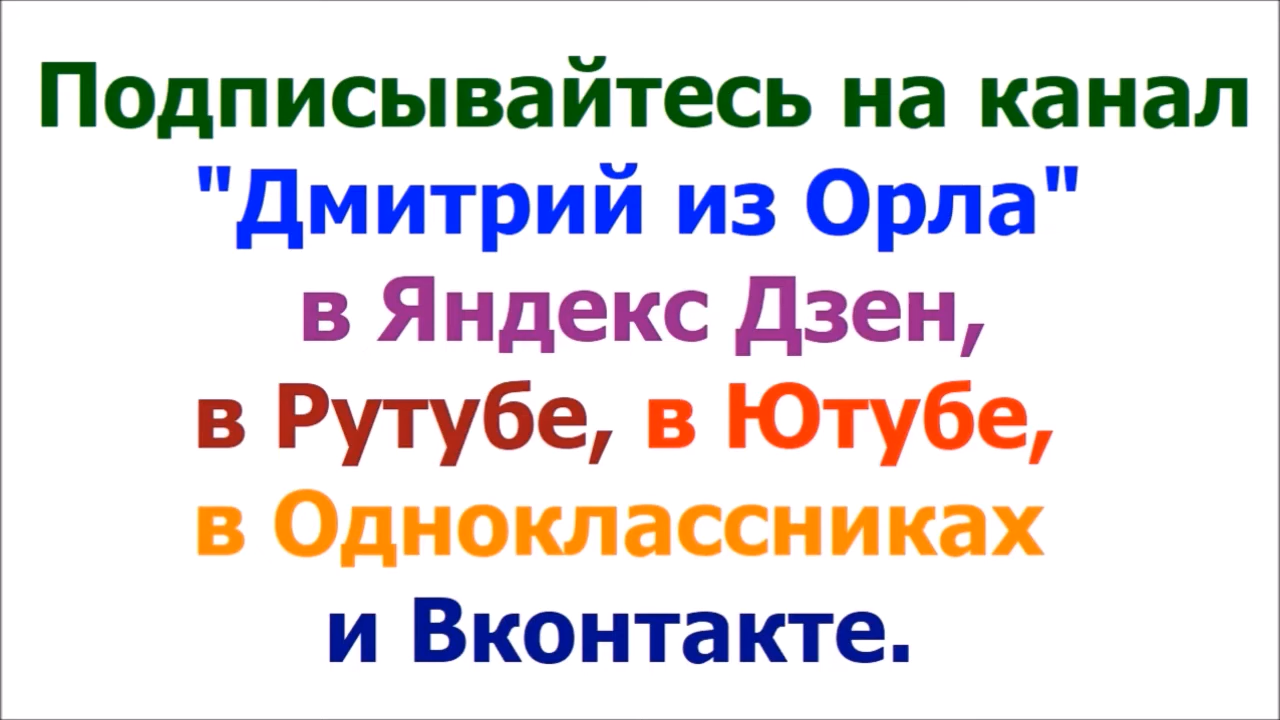 Подписывайтесь на канал
"Дмитрий из Орла"
в Яндекс Дзен,
в Рутубе, в Ютубе,
в Одноклассниках
и Вконтакте.